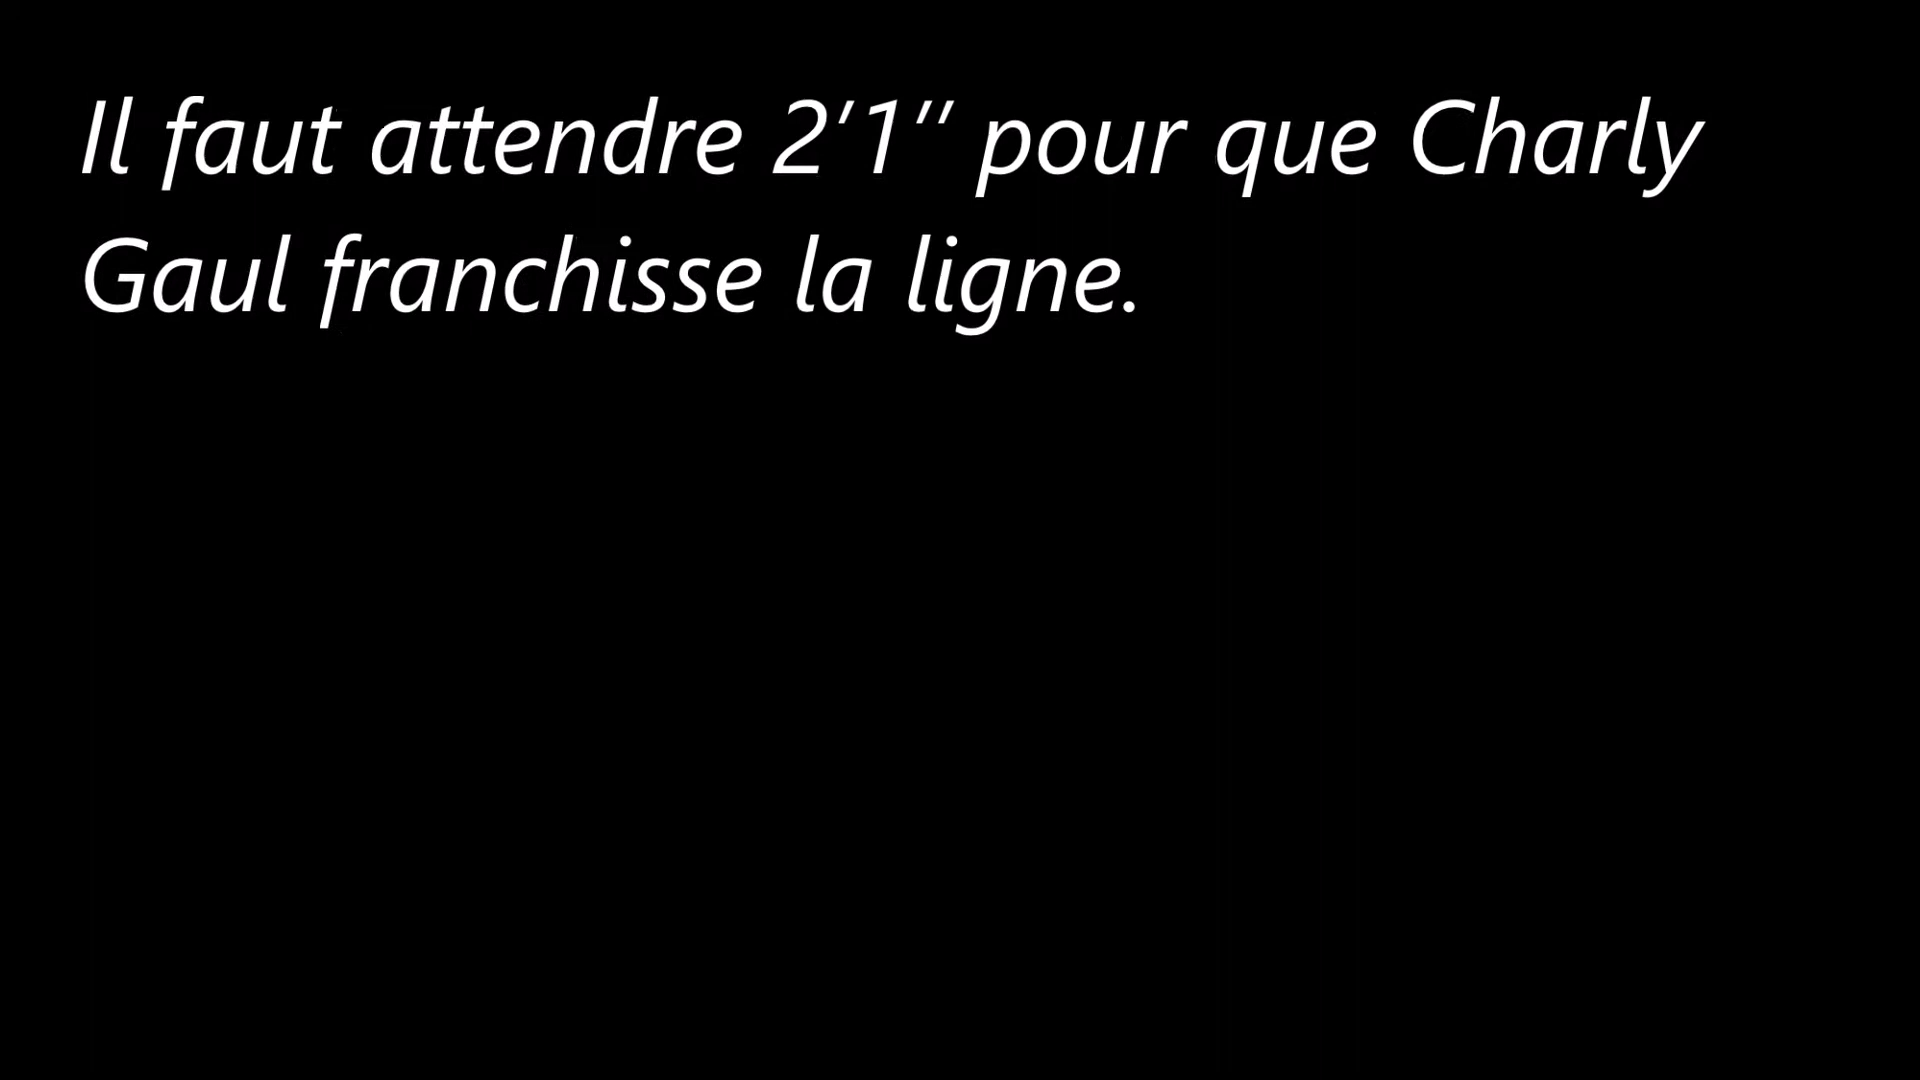 Il faut attendre 2′1″ pour que Charly
Gaul franchisse la ligne.